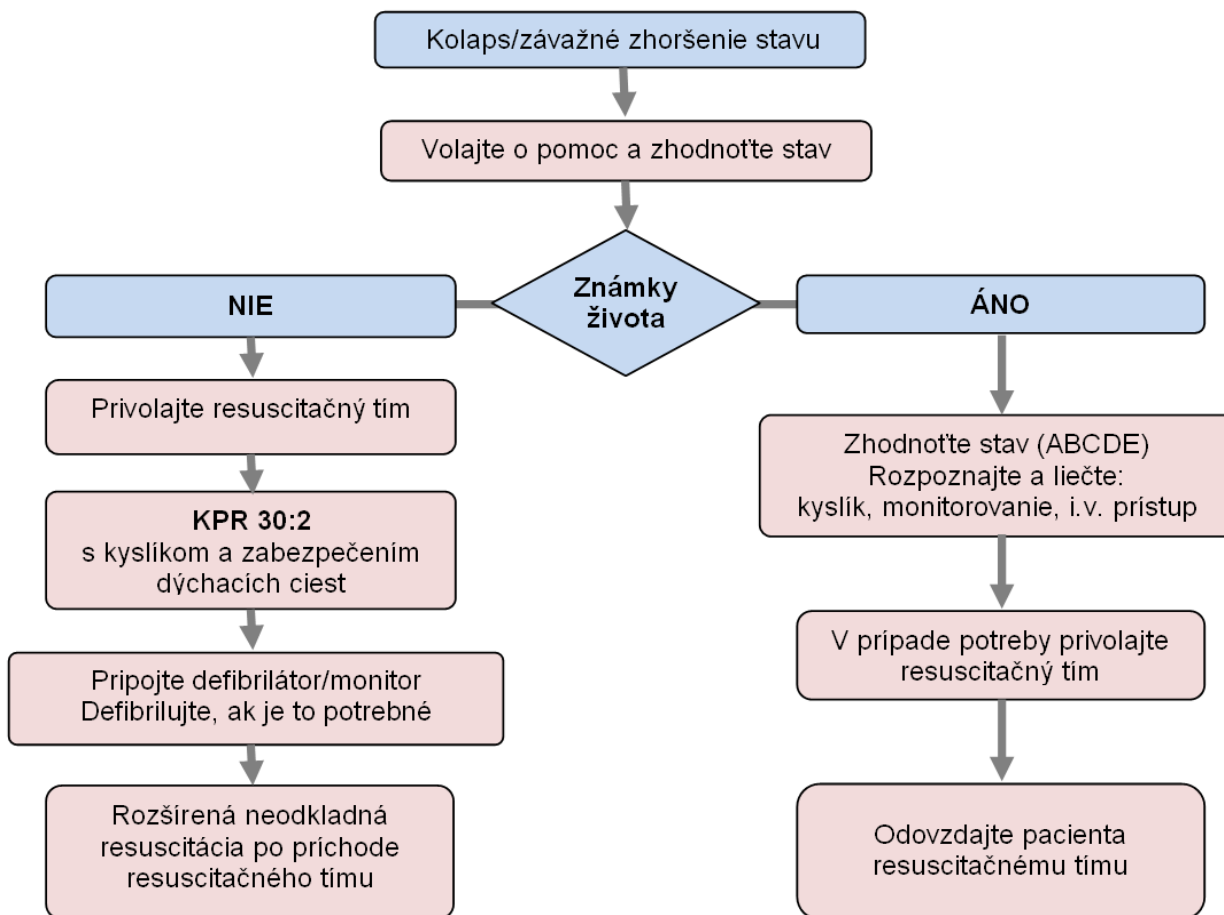 Kolaps/závažné zhoršenie stavu
Volajte o pomoc a zhodnoťte stav
Známky
života
NIE
Privolajte resuscitačný tím
KPR 30:2
s kyslíkom a zabezpečením
dýchacích ciest
Pripojte defibrilátor/monitor
Defibrilujte, ak je to potrebné
Rozšírená neodkladná
resuscitácia po príchode
resuscitačného tímu
ÁNO
Zhodnoťte stav (ABCDE)
Rozpoznajte a liečte:
kyslík, monitorovanie, i.v. prístup
V prípade potreby privolajte
resuscitačný tím
Odovzdajte pacienta
resuscitačnému tímu